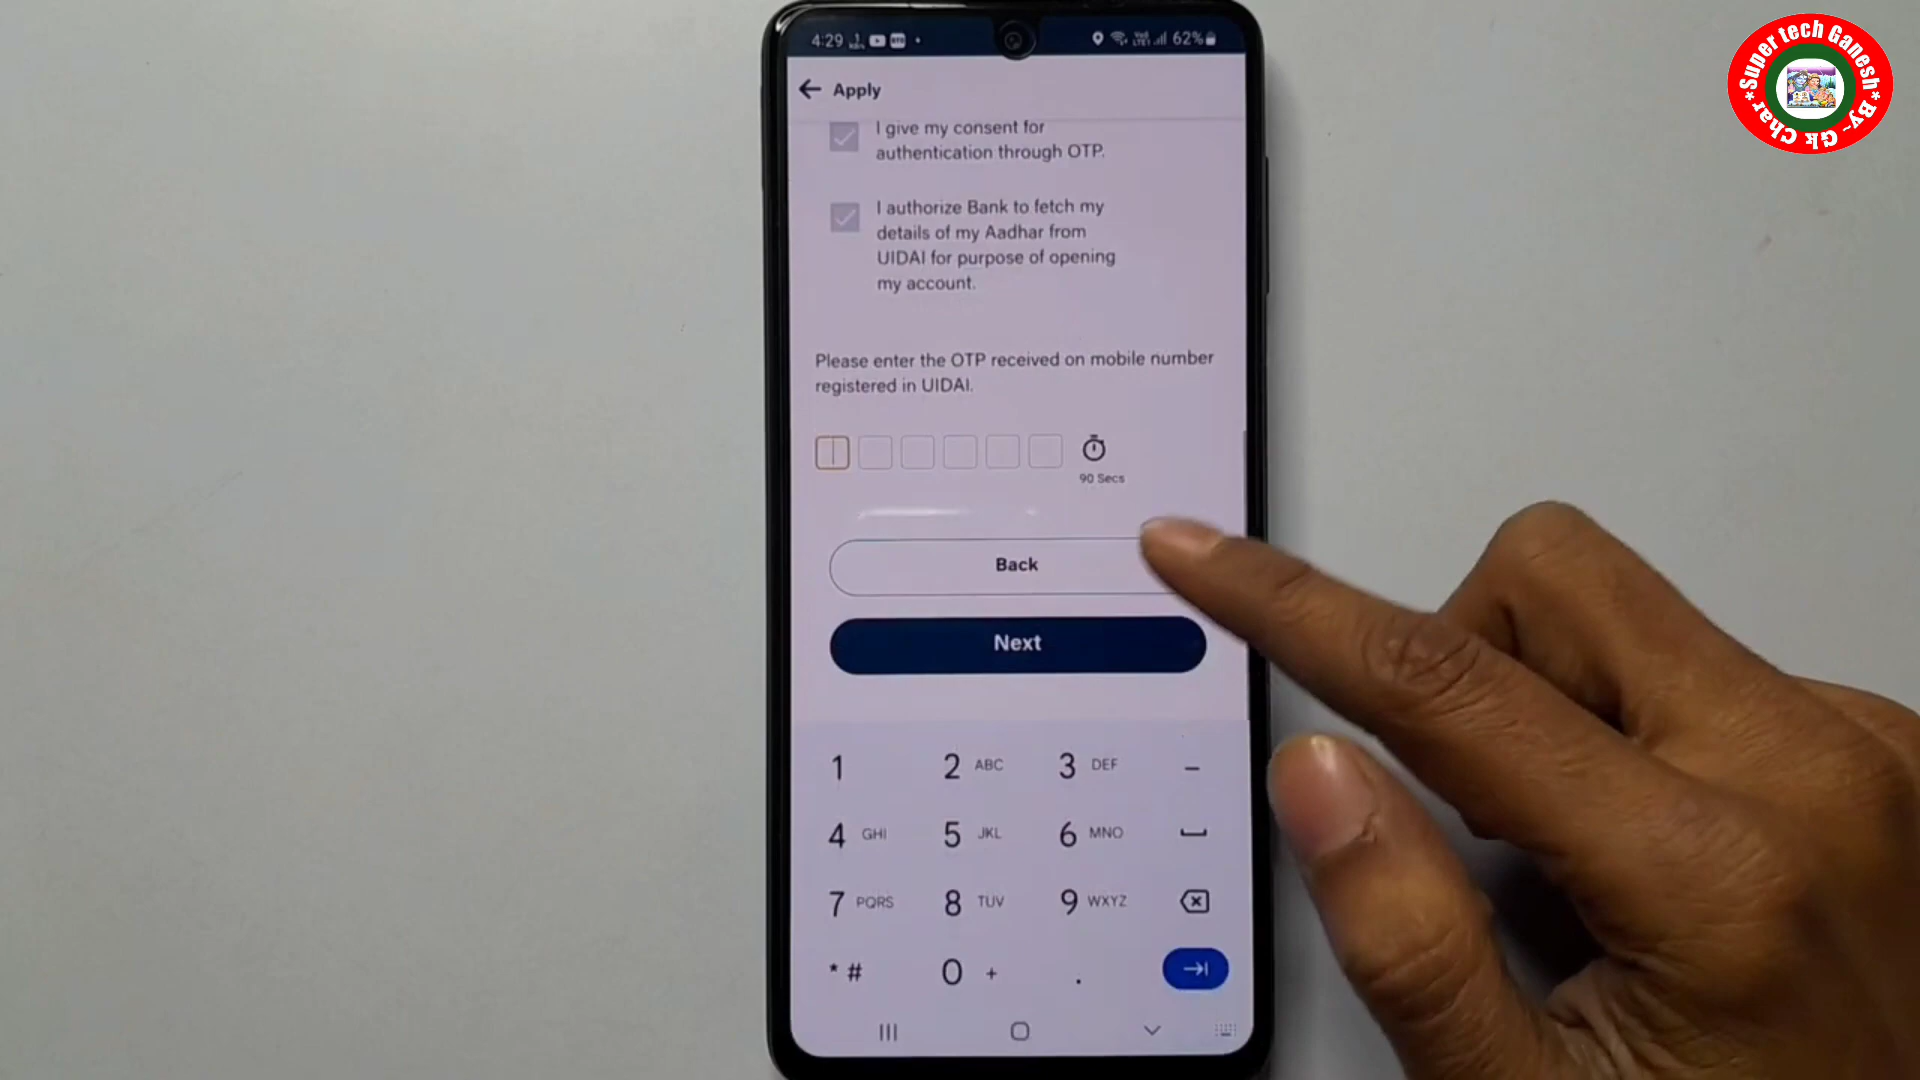 *Super tech Ganesh*
By- Gk Char
4:29
62%
Apply
I give my consent for
authentication through OTP.
I authorize Bank to fetch my
details of my Aadhar from
UIDAI for purpose of opening
my account.
Please enter the OTP received on mobile number
registered in UIDAI.
90 Secs
Back
Next
1 2 ABC 3 DEF -
4 GHI 5 JKL 6 MNO
7 PQRS 8 TUV 9 WXYZ
* # 0 + .